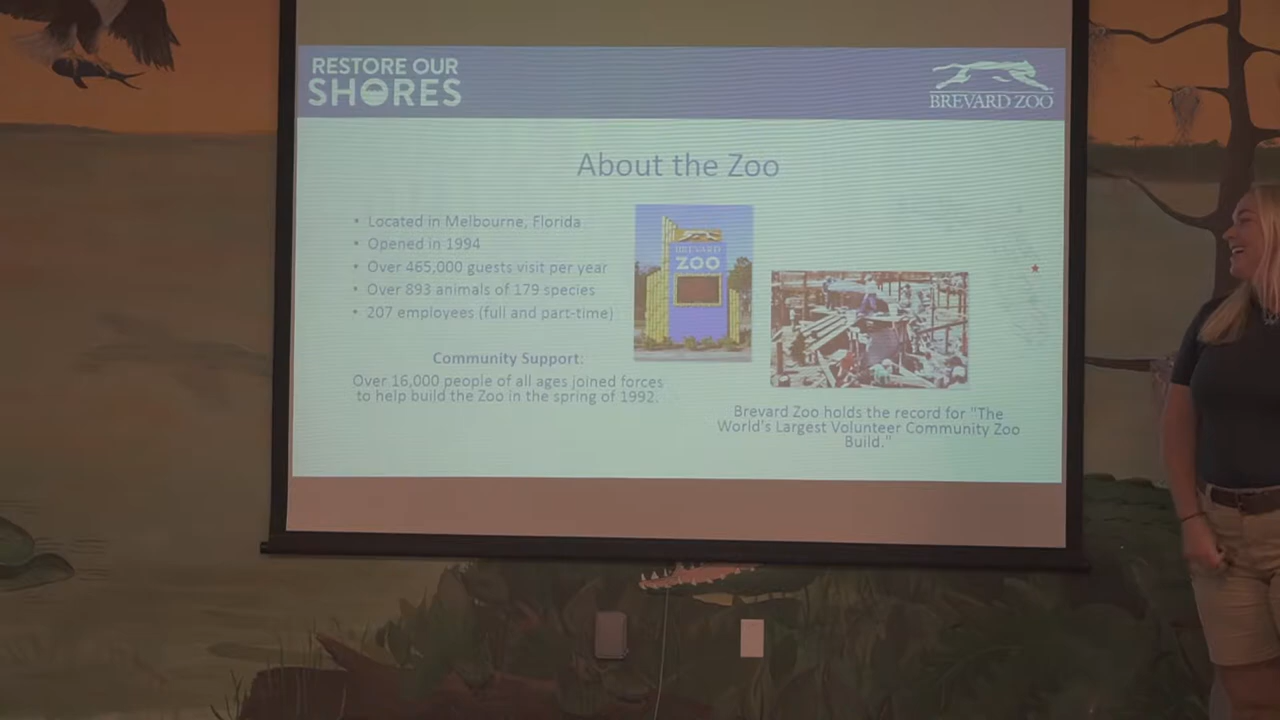 RESTORE OUR
SHORES
BREVARD ZOO
About the Zoo
• Located in Melbourne, Florida
• Opened in 1994
• Over 465,000 guests visit per year
• Over 893 animals of 179 species
• 207 employees (full and part-time)
BREVARD
ZOO
Community Support:
Over 16,000 people of all ages joined forces
to help build the Zoo in the spring of 1992.
Brevard Zoo holds the record for "The
World's Largest Volunteer Community Zoo
Build."